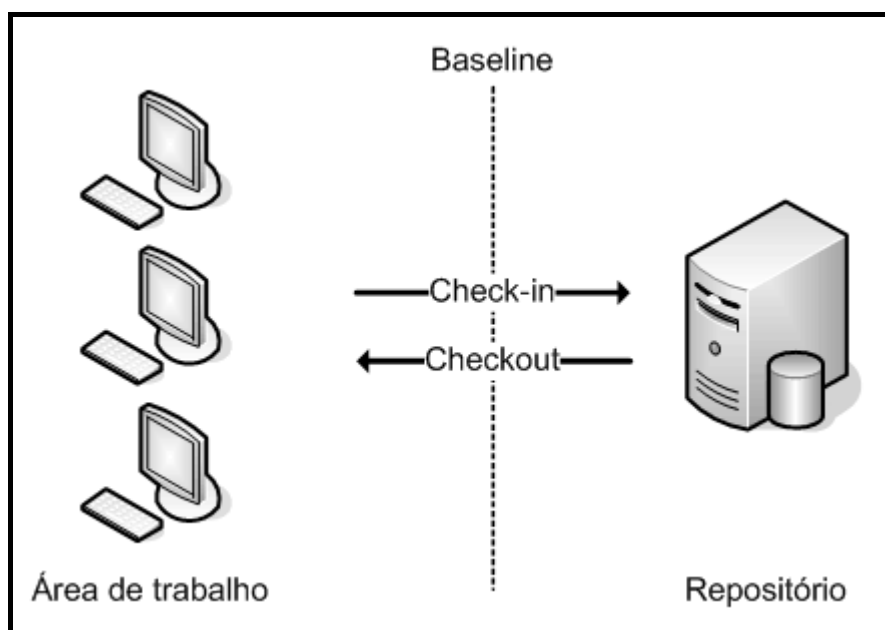 Baseline
Check-in
Checkout
Área de trabalho
Repositório